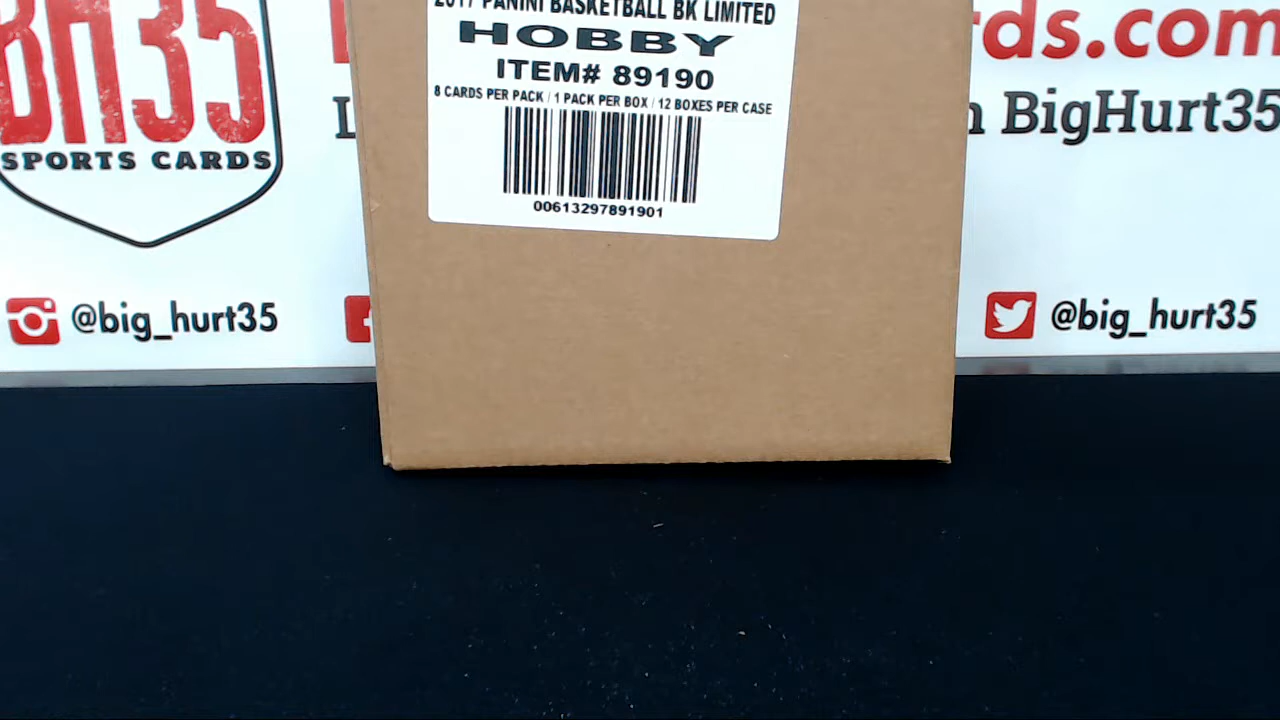 BH35
SPORTS CARDS
@big_hurt35
2017 PANINI BASKETBALL BK LIMITED
HOBBY
ITEM# 89190
8 CARDS PER PACK / 1 PACK PER BOX / 12 BOXES PER CASE
00613297891901
rds.com
BigHurt35
@big_hurt35